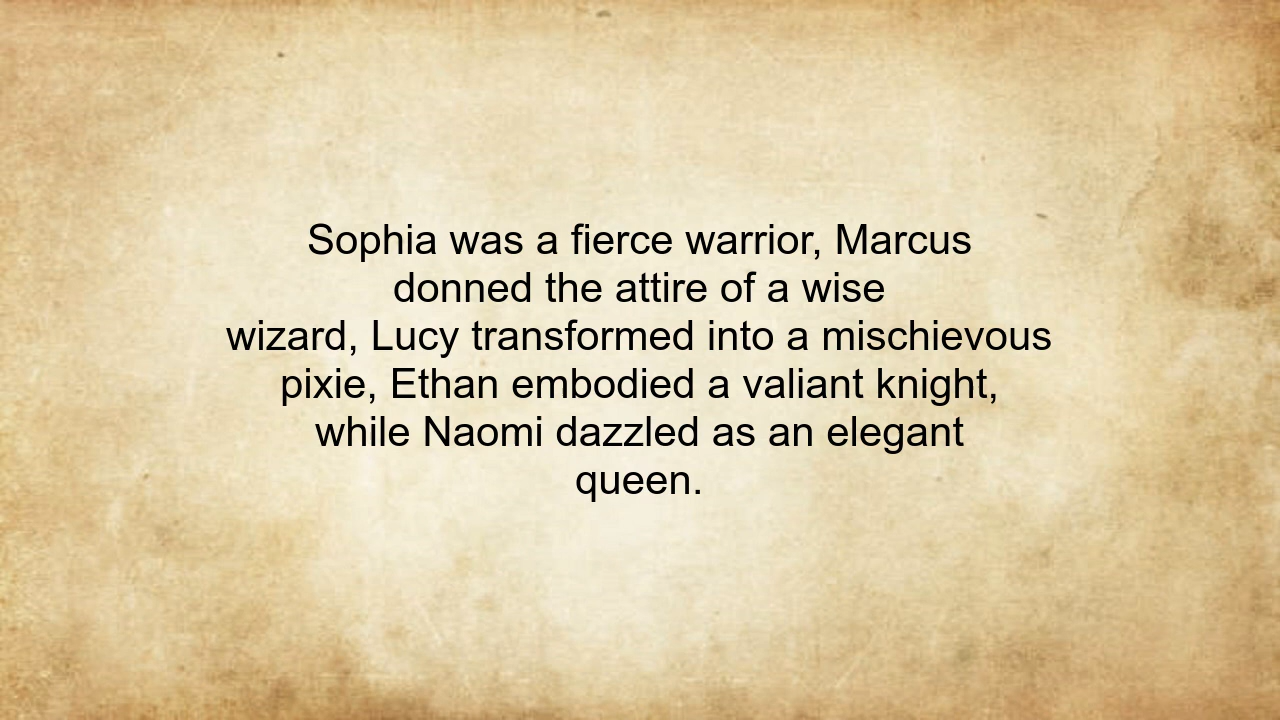 Sophia was a fierce warrior, Marcus
donned the attire of a wise
wizard, Lucy transformed into a mischievous
pixie, Ethan embodied a valiant knight,
while Naomi dazzled as an elegant
queen.